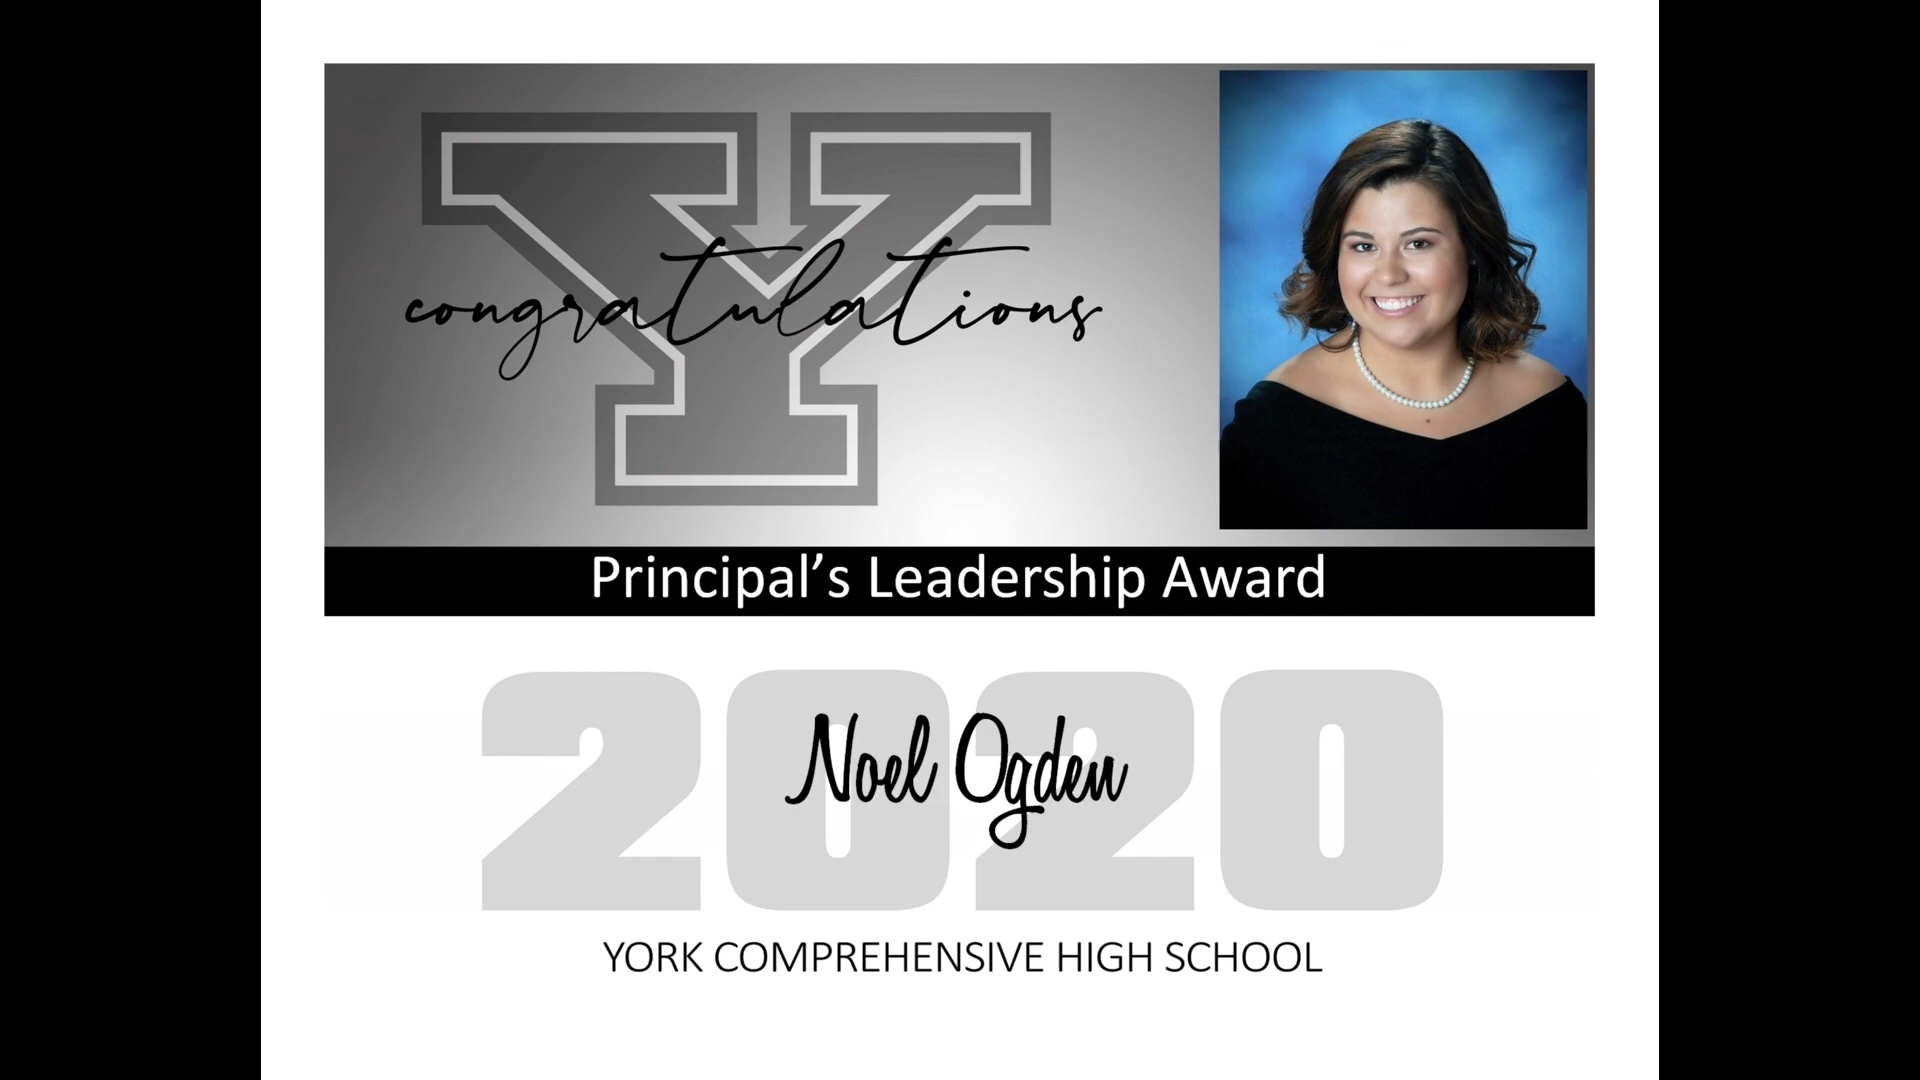 Y
congratulations
Principal’s Leadership Award
2020
Noel Ogden
YORK COMPREHENSIVE HIGH SCHOOL